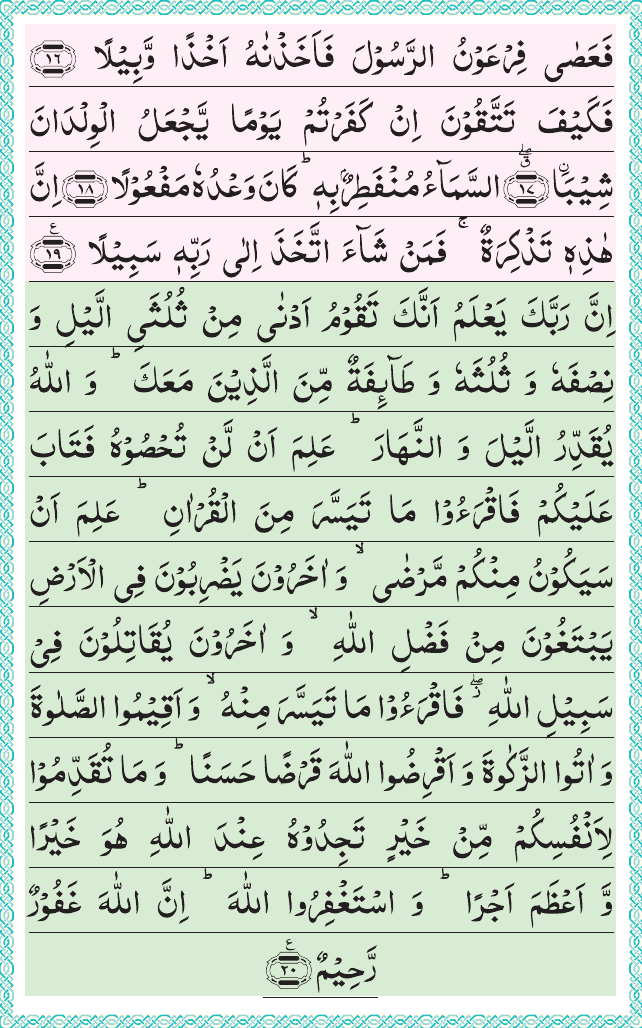 فَعَصٰى فِرْعَوْنُ الرَّسُوْلَ فَاَخَذْنٰهُ اَخْذًا وَّبِيْلًا ﴿۱۶﴾
فَكَيْفَ تَتَّقُوْنَ اِنْ كَفَرْتُمْ يَوْمًا يَّجْعَلُ الْوِلْدَانَ
شِيْبَاۨ ﴿۱۷﴾ۖۗ السَّمَآءُ مُنْفَطِرٌۢ بِهٖ ؕ كَانَ وَعْدُهٗ مَفْعُوْلًا ﴿۱۸﴾ اِنَّ
هٰذِهٖ تَذْكِرَةٌ ۚ فَمَنْ شَآءَ اتَّخَذَ اِلٰى رَبِّهٖ سَبِيْلًا ﴿۱۹﴾ ع
اِنَّ رَبَّكَ يَعْلَمُ اَنَّكَ تَقُوْمُ اَدْنٰى مِنْ ثُلُثَىِ الَّيْلِ وَ
نِصْفَهٗ وَ ثُلُثَهٗ وَ طَآئِفَةٌ مِّنَ الَّذِيْنَ مَعَكَ ؕ وَ اللّٰهُ
يُقَدِّرُ الَّيْلَ وَ النَّهَارَ ؕ عَلِمَ اَنْ لَّنْ تُحْصُوْهُ فَتَابَ
عَلَيْكُمْ فَاقْرَءُوْا مَا تَيَسَّرَ مِنَ الْقُرْاٰنِ ؕ عَلِمَ اَنْ
سَيَكُوْنُ مِنْكُمْ مَّرْضٰى ۙ وَ اٰخَرُوْنَ يَضْرِبُوْنَ فِى الْاَرْضِ
يَبْتَغُوْنَ مِنْ فَضْلِ اللّٰهِ ۙ وَ اٰخَرُوْنَ يُقَاتِلُوْنَ فِىْ
سَبِيْلِ اللّٰهِ ۖ٘ فَاقْرَءُوْا مَا تَيَسَّرَ مِنْهُ ۙ وَ اَقِيْمُوا الصَّلٰوةَ
وَ اٰتُوا الزَّكٰوةَ وَ اَقْرِضُوا اللّٰهَ قَرْضًا حَسَنًا ؕ وَ مَا تُقَدِّمُوْا
لِاَنْفُسِكُمْ مِّنْ خَيْرٍ تَجِدُوْهُ عِنْدَ اللّٰهِ هُوَ خَيْرًا
وَّ اَعْظَمَ اَجْرًا ؕ وَ اسْتَغْفِرُوا اللّٰهَ ؕ اِنَّ اللّٰهَ غَفُوْرٌ
رَّحِيْمٌ ﴿۲۰﴾ ع